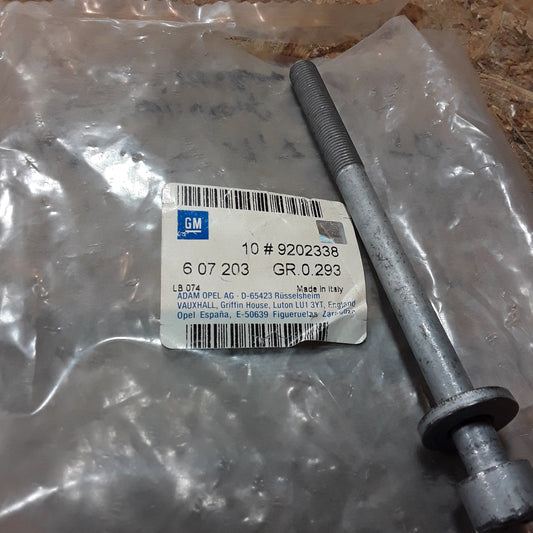 GM
10 # 9202338
6 07 203 GR.0.293
LB 074 Made in Italy
ADAM OPEL AG - D-65423 Rüsselsheim
VAUXHALL, Griffin House, Luton LU1 3YT, England
Opel España, E-50639 Figueruelas